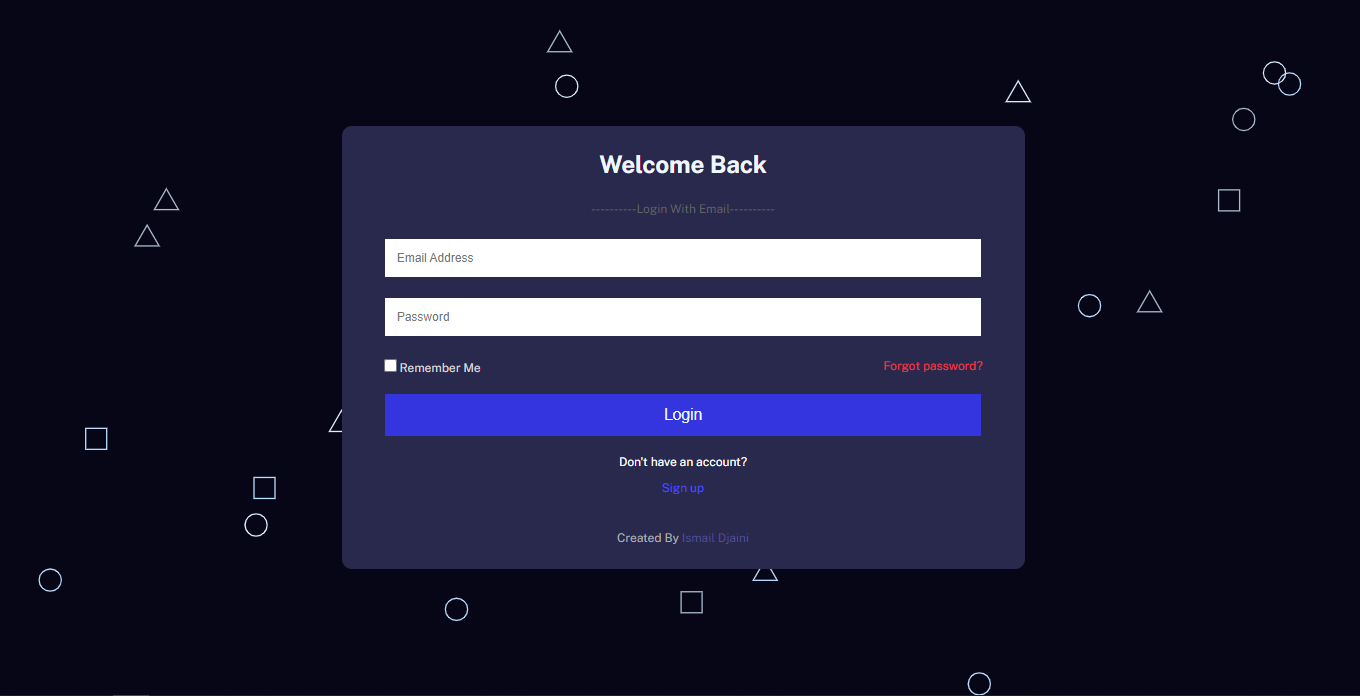 Welcome Back
----------Login With Email----------
Email Address
Password
Remember Me
Forgot password?
Login
Don't have an account?
Sign up
Created By Ismail Djaini